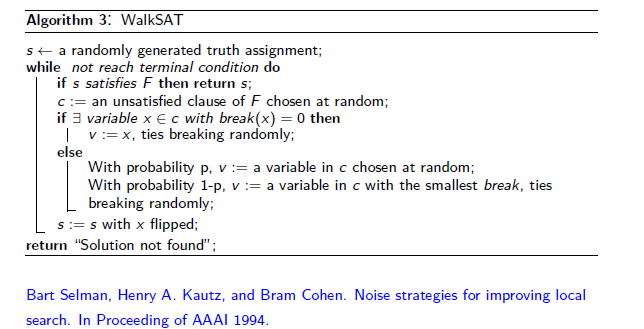 Algorithm 3: WalkSAT
s ← a randomly generated truth assignment;
while not reach terminal condition do
if s satisfies F then return s;
c := an unsatisfied clause of F chosen at random;
if ∃ variable x ∈ c with break(x) = 0 then
v := x, ties breaking randomly;
else
With probability p, v := a variable in c chosen at random;
With probability 1-p, v := a variable in c with the smallest break, ties
breaking randomly;
s := s with x flipped;
return “Solution not found”;
Bart Selman, Henry A. Kautz, and Bram Cohen. Noise strategies for improving local
search. In Proceeding of AAAI 1994.